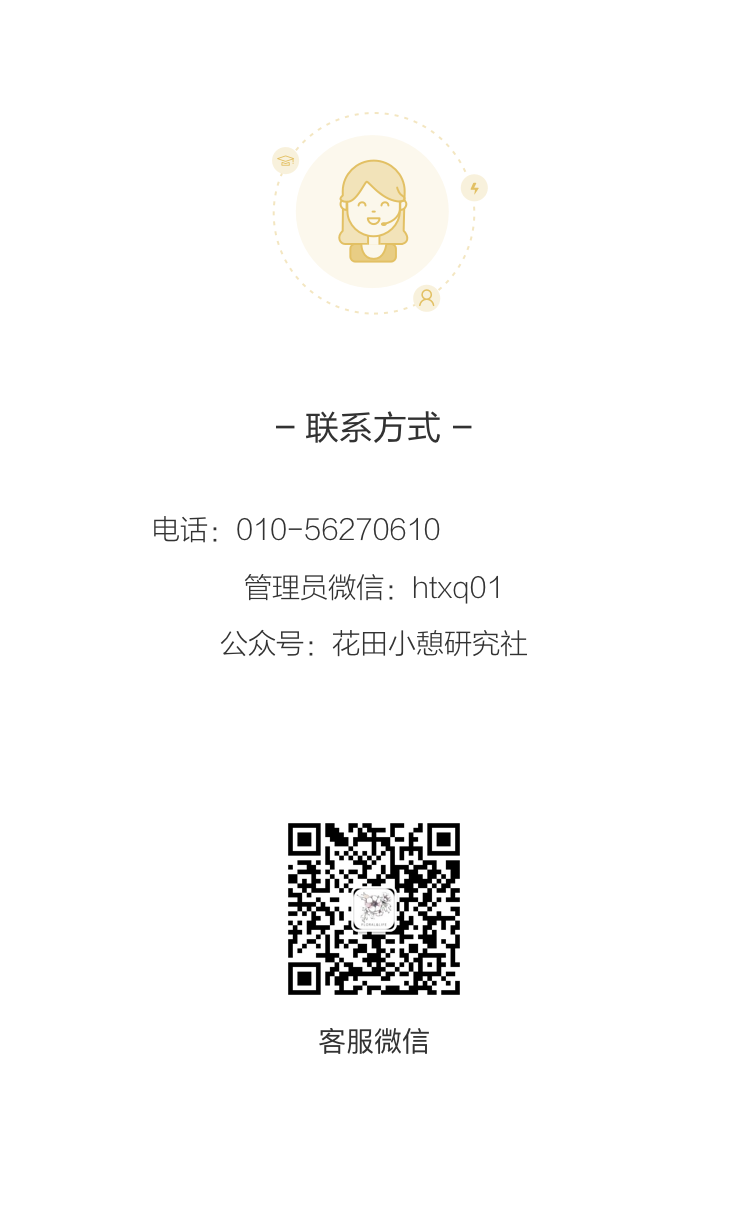 - 联系方式 -
电话：010-56270610
管理员微信：htxq01
公众号：花田小憩研究社
客服微信